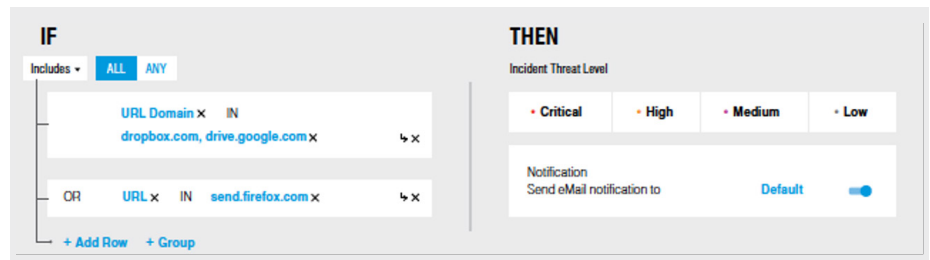 IF
Includes ALL ANY
URL Domain × IN
dropbox.com, drive.google.com ×
↳ ×
OR URL × IN send.firefox.com × ↳ ×
+ Add Row + Group
THEN
Incident Threat Level
• Critical • High • Medium • Low
Notification
Send eMail notification to Default